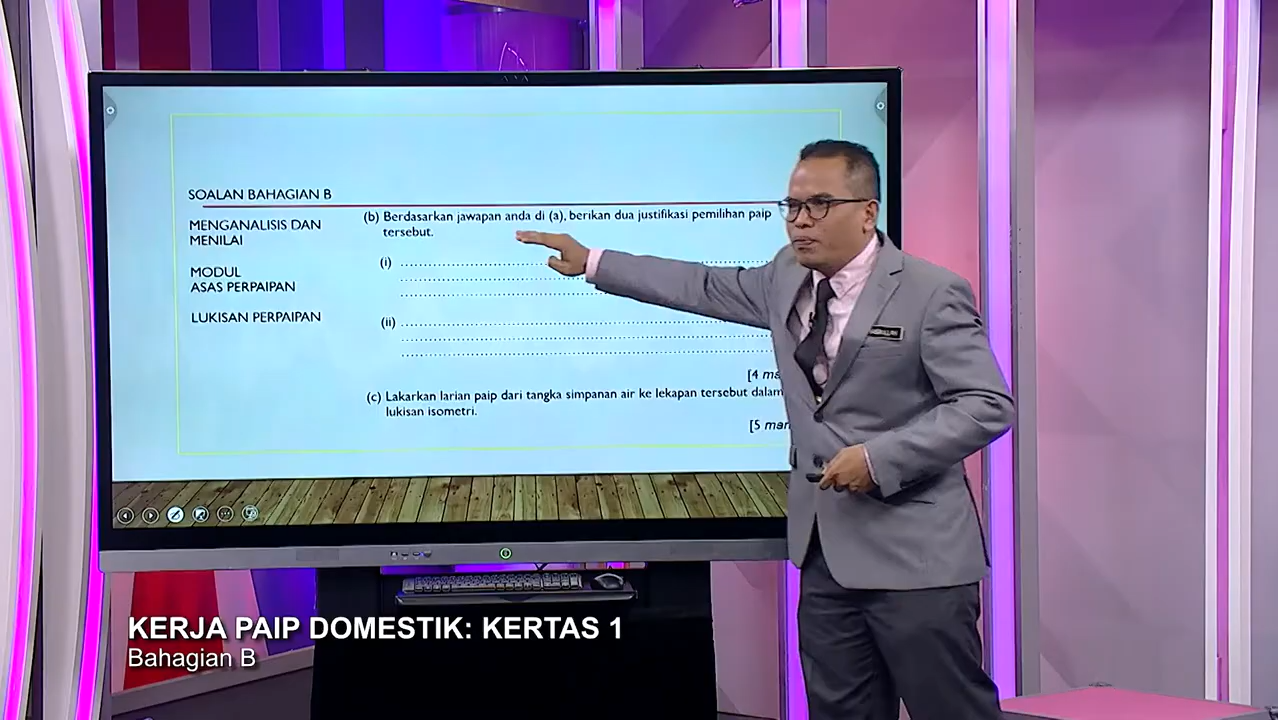 SOALAN BAHAGIAN B
MENGANALISIS DAN
MENILAI
MODUL
ASAS PERPAIPAN
LUKISAN PERPAIPAN
(b) Berdasarkan jawapan anda di (a), berikan dua justifikasi pemilihan paip
tersebut.
(i) ........................
(ii) ........................
[4
(c) Lakarkan larian paip dari tangka simpanan air ke lekapan tersebut dalam
lukisan isometri.
[5
KERJA PAIP DOMESTIK: KERTAS 1
Bahagian B